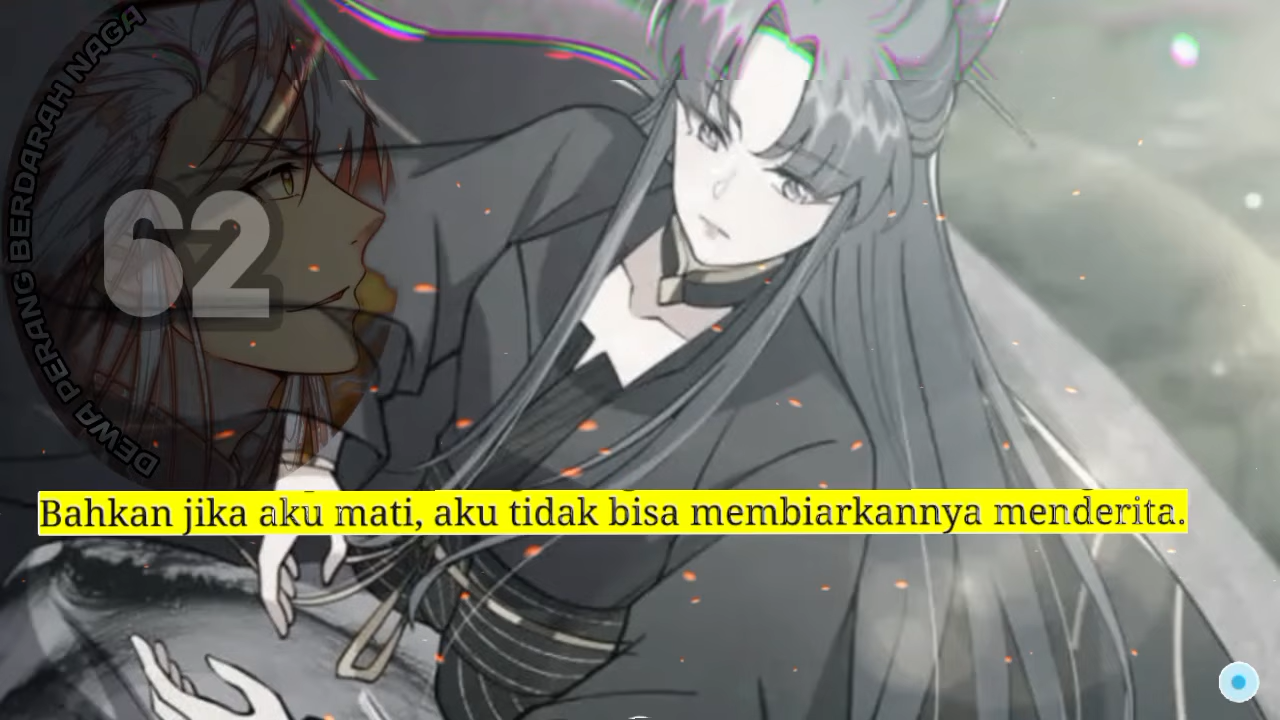 DEWA PERANG BERDARAH NAGA
62
Bahkan jika aku mati, aku tidak bisa membiarkannya menderita.